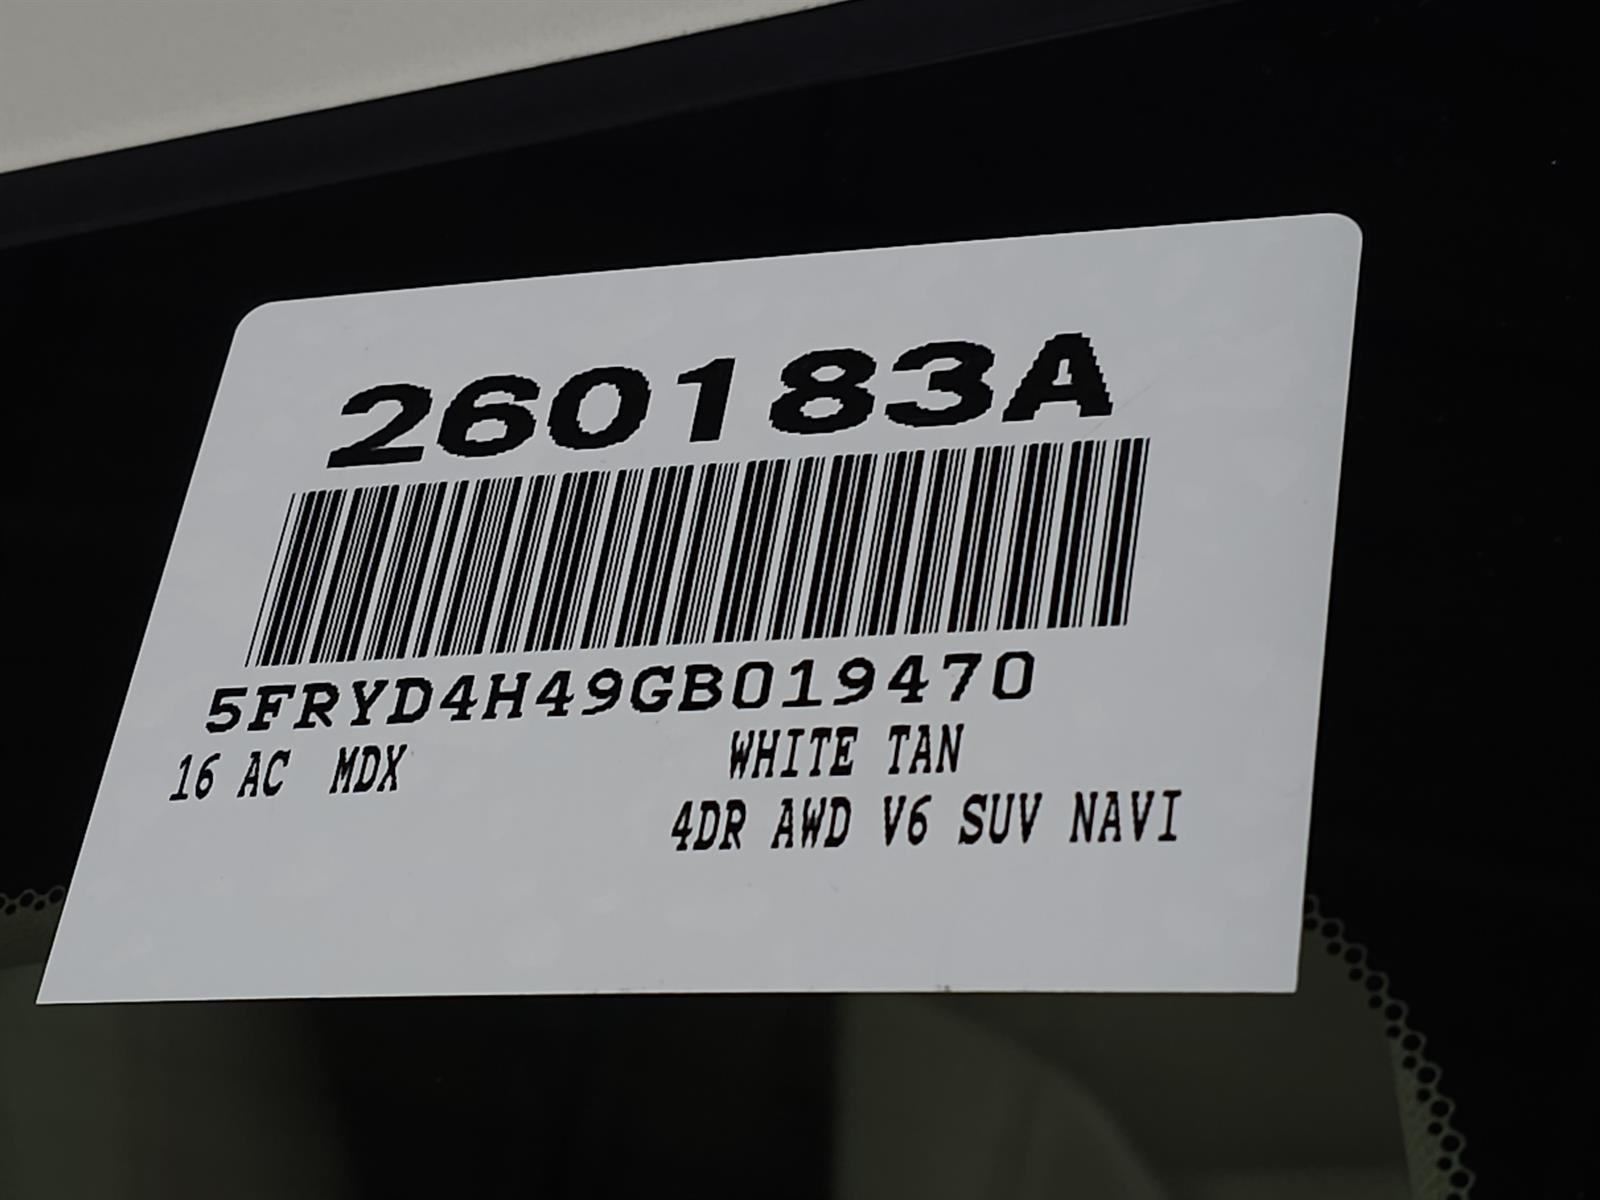 260183A
5FRYD4H49GB019470
16 AC MDX WHITE TAN
4DR AWD V6 SUV NAVI